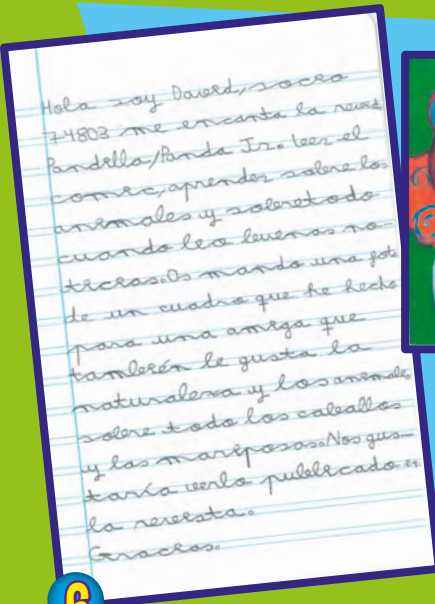 Hola soy David, socio
74803 me encanta la revist
Pandilla/Panda Jr. leer el
comic, aprender sobre los
animales y sobretodo
cuando leo buenas no-
ticias. Os mando una foto
de un cuadro que he hecho
para una amiga que
también le gusta la
naturaleza y los animales
sobre todo los caballos
y las mariposas. Nos gus-
taría verlo publicado en
la revista.
Gracias.
6